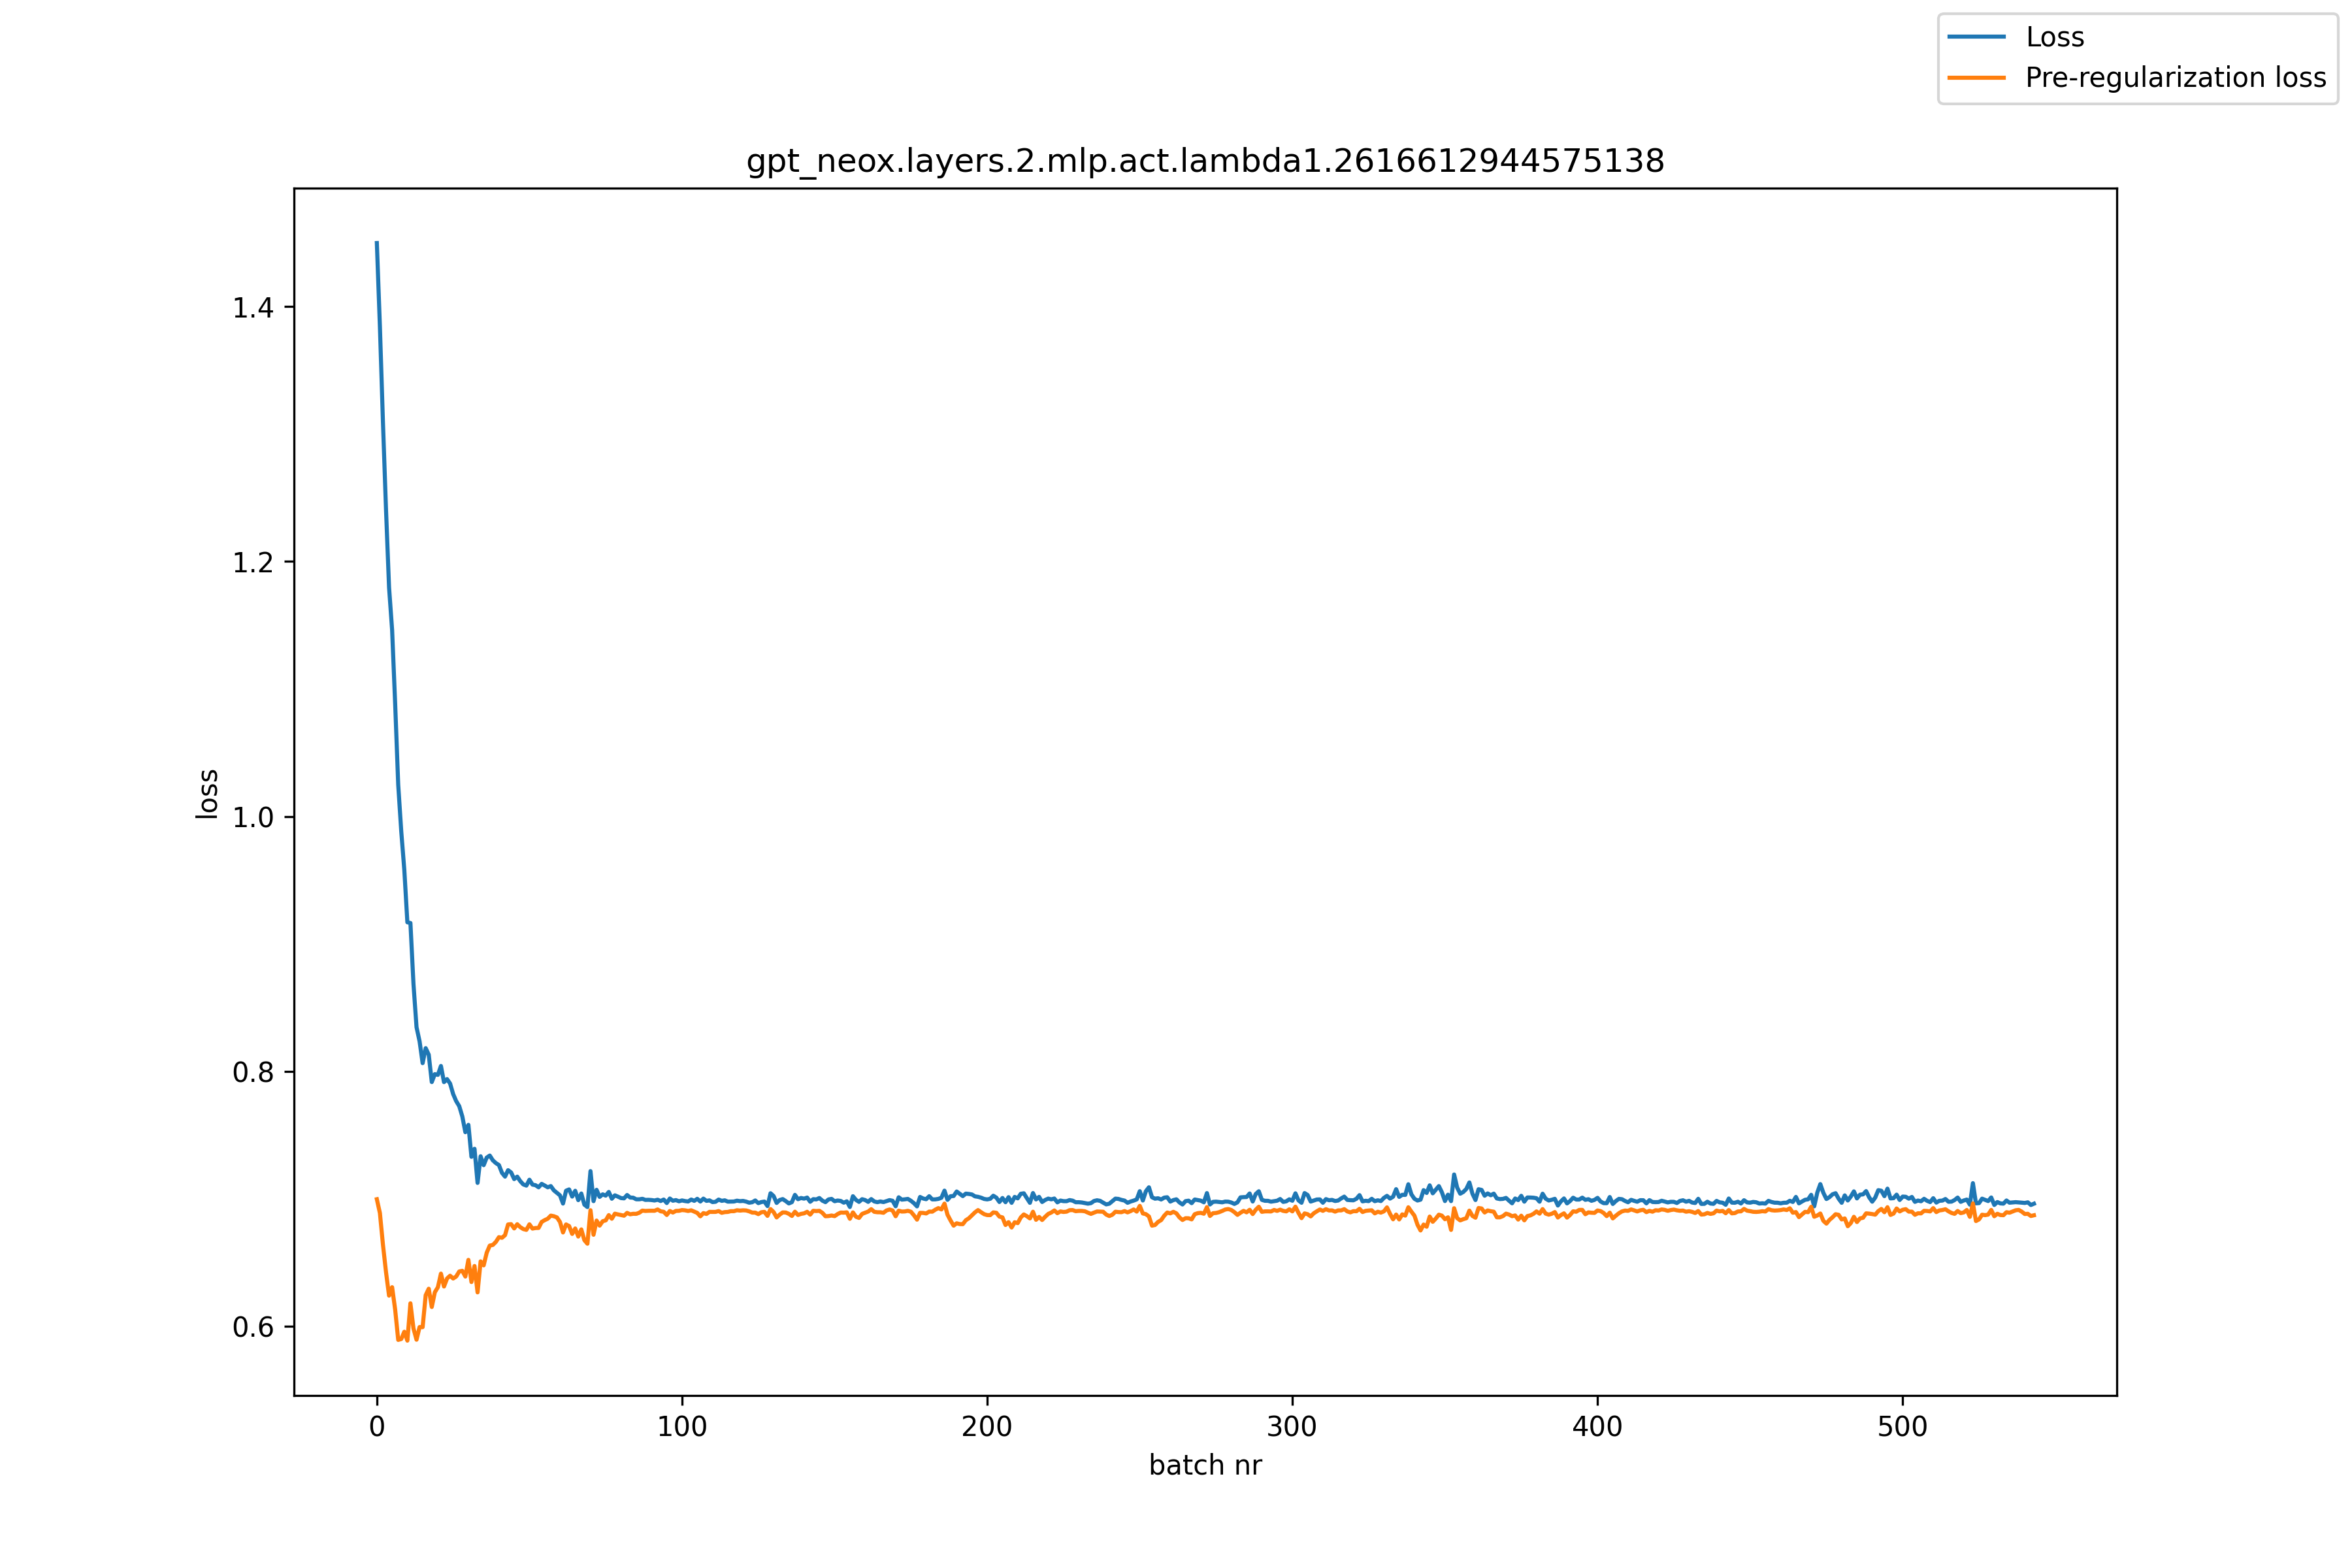 Loss
Pre-regularization loss
gpt_neox.layers.2.mlp.act.lambda1.2616612944575138
1.4
1.2
1.0
0.8
0.6
loss
0 100 200 300 400 500
batch nr